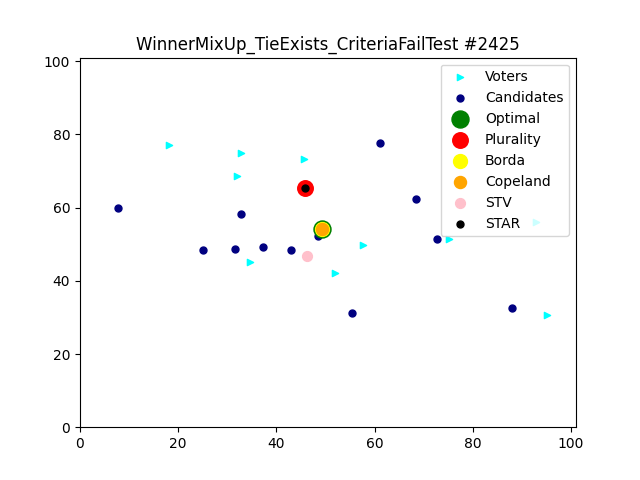 WinnerMixUp_TieExists_CriteriaFailTest #2425
100
80
60
40
20
0
0 20 40 60 80 100
Voters
Candidates
Optimal
Plurality
Borda
Copeland
STV
STAR